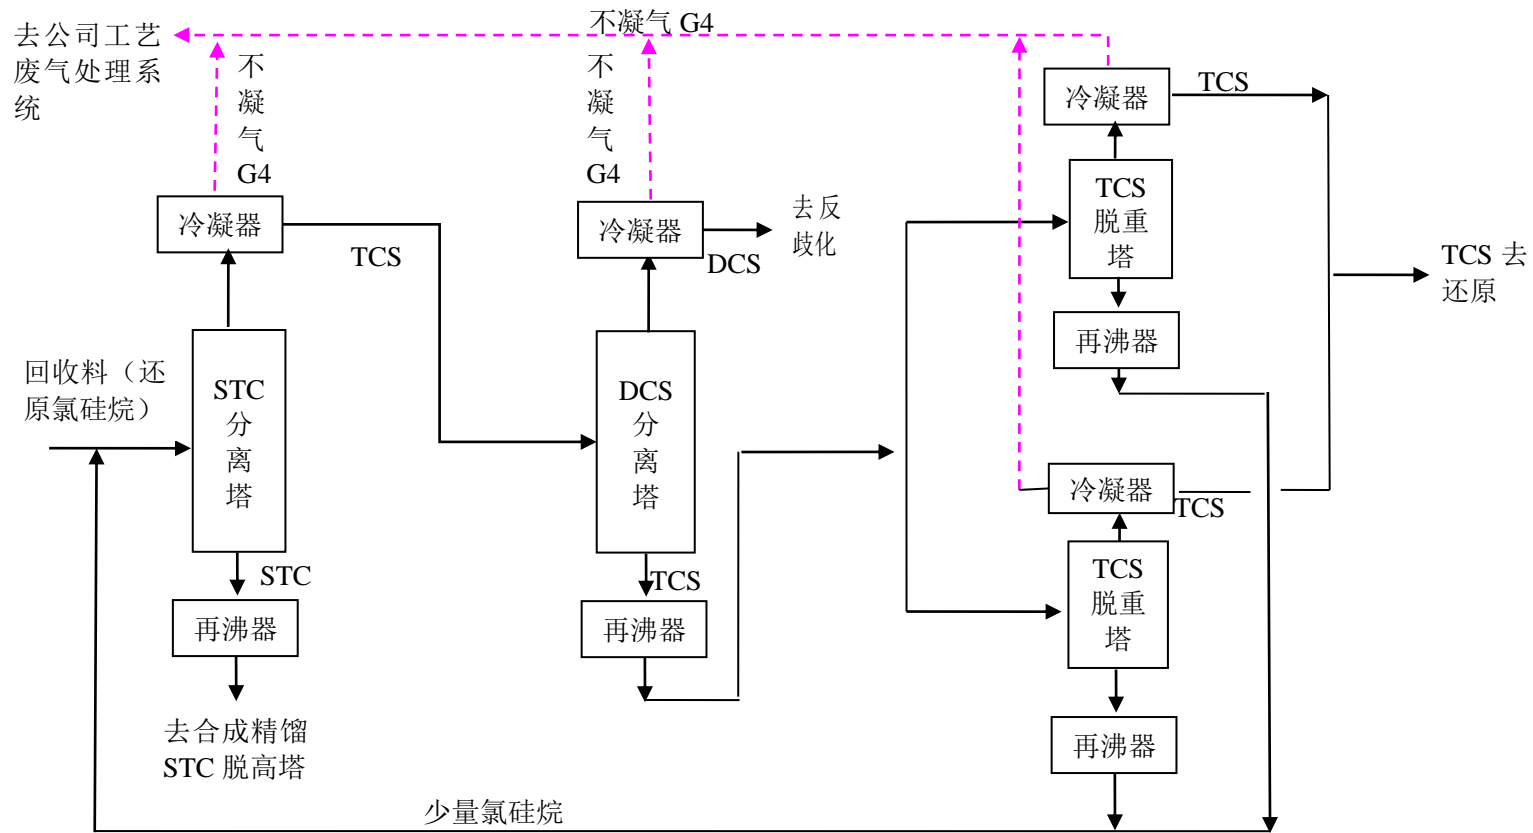 不凝气 G4
去公司工艺
废气处理系
统
不
凝
气
G4
不
凝
气
G4
冷凝器
TCS
TCS
脱重
塔
冷凝器
TCS
冷凝器
DCS
去反
歧化
TCS 去
还原
再沸器
回收料（还
原氯硅烷）
STC
分
离
塔
DCS
分
离
塔
冷凝器
TCS
STC
TCS
TCS
脱重
塔
再沸器
再沸器
去合成精馏
STC 脱高塔
再沸器
少量氯硅烷